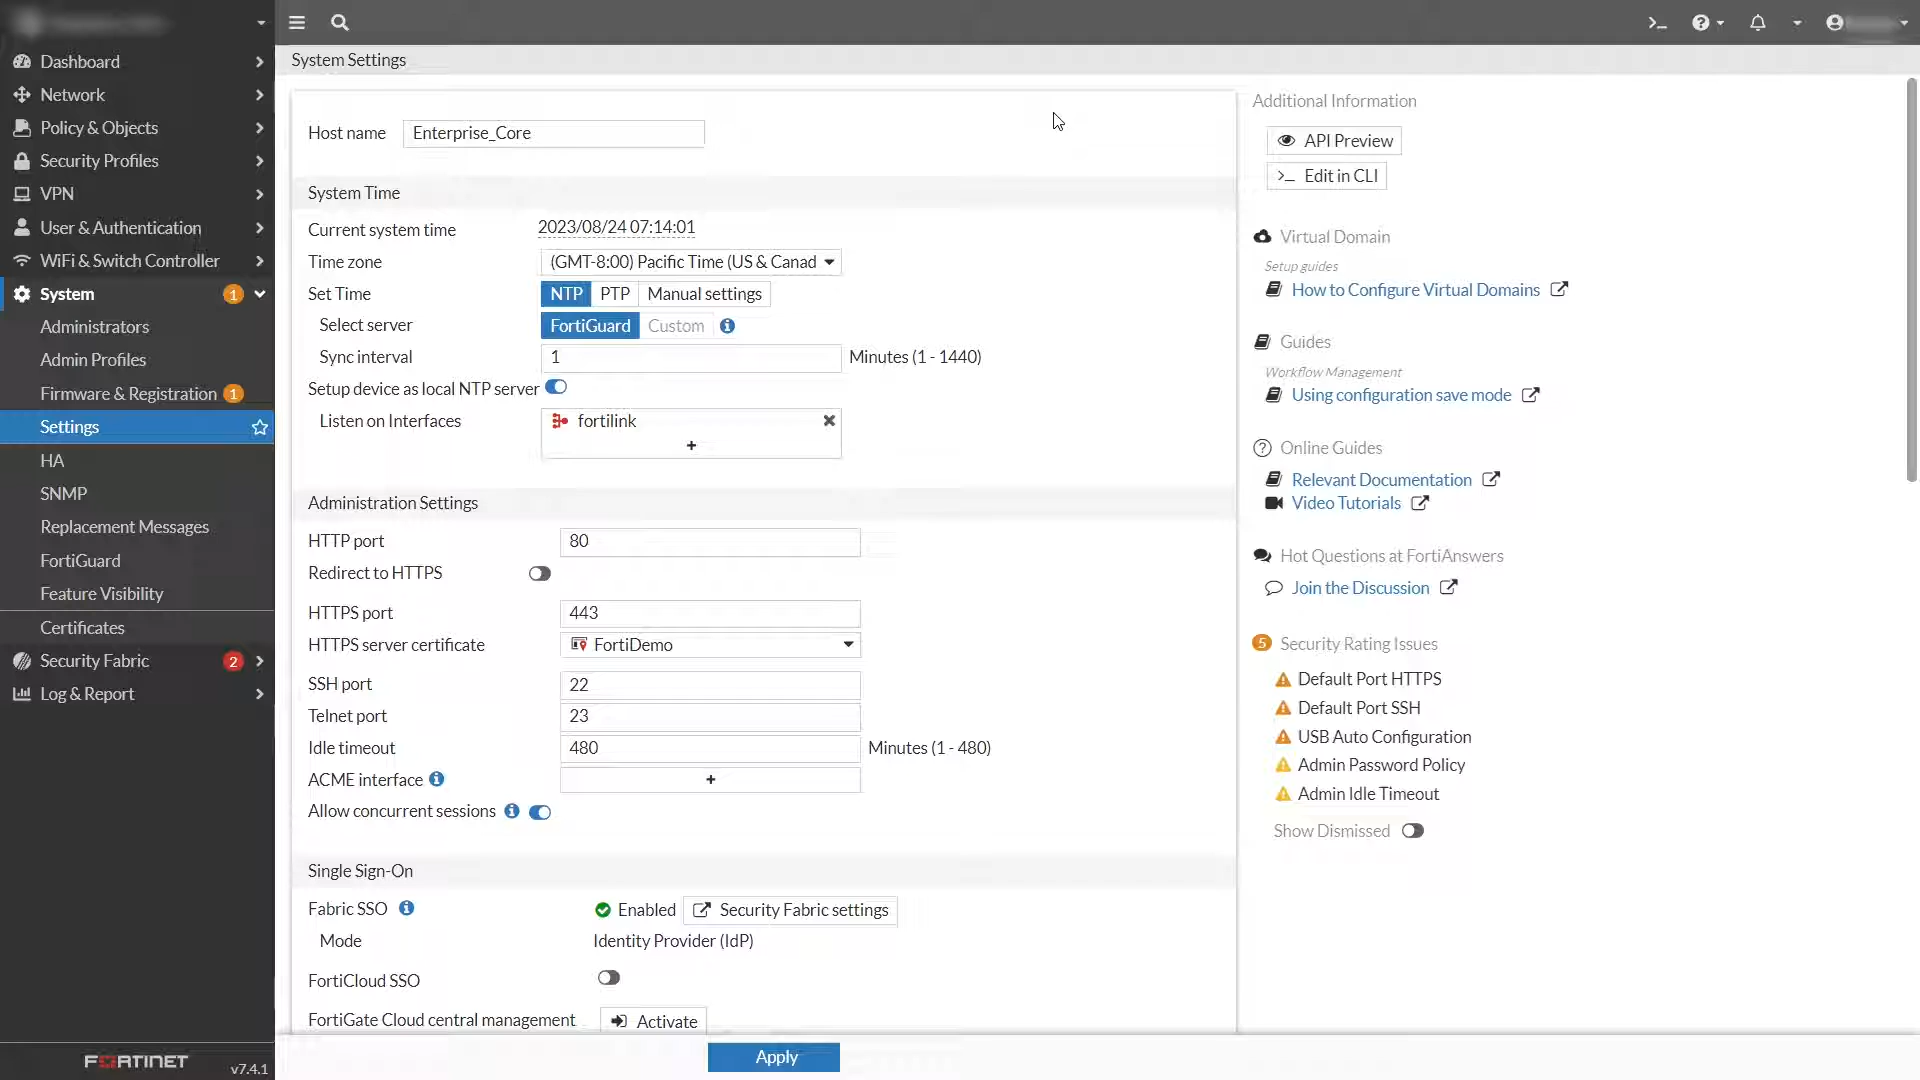 Dashboard
Network
Policy & Objects
Security Profiles
VPN
User & Authentication
WiFi & Switch Controller
System 1
Administrators
Admin Profiles
Firmware & Registration 1
Settings
HA
SNMP
Replacement Messages
FortiGuard
Feature Visibility
Certificates
Security Fabric 2
Log & Report
FORTINET
v7.4.1
System Settings
Host name Enterprise_Core
System Time
Current system time 2023/08/24 07:14:01
Time zone (GMT-8:00) Pacific Time (US & Canad
Set Time NTP PTP Manual settings
Select server FortiGuard Custom
Sync interval 1 Minutes (1 - 1440)
Setup device as local NTP server
Listen on Interfaces fortilink
+
Administration Settings
HTTP port 80
Redirect to HTTPS
HTTPS port 443
HTTPS server certificate FortiDemo
SSH port 22
Telnet port 23
Idle timeout 480 Minutes (1 - 480)
ACME interface +
Allow concurrent sessions
Single Sign-On
Fabric SSO Enabled Security Fabric settings
Mode Identity Provider (IdP)
FortiCloud SSO
FortiGate Cloud central management Activate
Apply
Additional Information
API Preview
>_ Edit in CLI
Virtual Domain
Setup guides
How to Configure Virtual Domains
Guides
Workflow Management
Using configuration save mode
Online Guides
Relevant Documentation
Video Tutorials
Hot Questions at FortiAnswers
Join the Discussion
5 Security Rating Issues
Default Port HTTPS
Default Port SSH
USB Auto Configuration
Admin Password Policy
Admin Idle Timeout
Show Dismissed